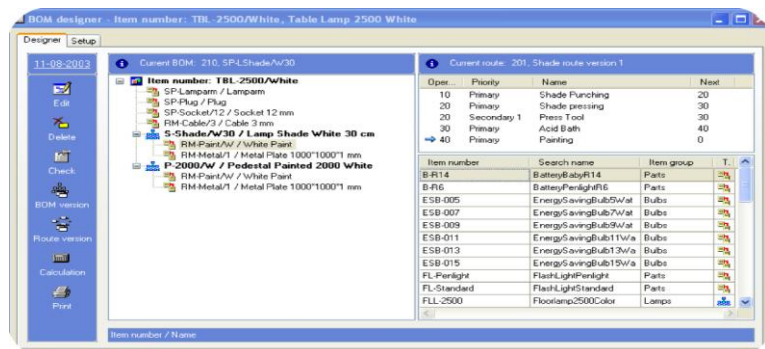 BOM designer - Item number: TBL-2500/White, Table Lamp 2500 White
Designer Setup
11-08-2003
Edit
Delete
Check
BOM version
Route version
Calculation
Print
Current BOM: 210, SP-LShade/W30
Item number: TBL-2500/White
SP-Lamparm / Lamparm
SP-Plug / Plug
SP-Socket/12 / Socket 12 mm
RM-Cable/3 / Cable 3 mm
S-Shade/W30 / Lamp Shade White 30 cm
RM-Paint/W / White Paint
RM-Metal/1 / Metal Plate 1000*1000*1 mm
P-2000/W / Pedestal Painted 2000 White
RM-Paint/W / White Paint
RM-Metal/1 / Metal Plate 1000*1000*1 mm
Current route: 201, Shade route version 1
Oper... Priority Name Next
10 Primary Shade Punching 20
20 Primary Shade pressing 30
20 Secondary 1 Press Tool 30
30 Primary Acid Bath 40
40 Primary Painting 0
Item number Search name Item group T.
B-R14 BatteryBabyR14 Parts
B-R6 BatteryPenlightR6 Parts
ESB-005 EnergySavingBulb5Wat Bulbs
ESB-007 EnergySavingBulb7Wat Bulbs
ESB-009 EnergySavingBulb9Wat Bulbs
ESB-011 EnergySavingBulb11Wa Bulbs
ESB-013 EnergySavingBulb13Wa Bulbs
ESB-015 EnergySavingBulb15Wa Bulbs
FL-Penlight FlashLightPenlight Parts
FL-Standard FlashLightStandard Parts
FLL-2500 Floorlamp2500Color Lamps
Item number / Name